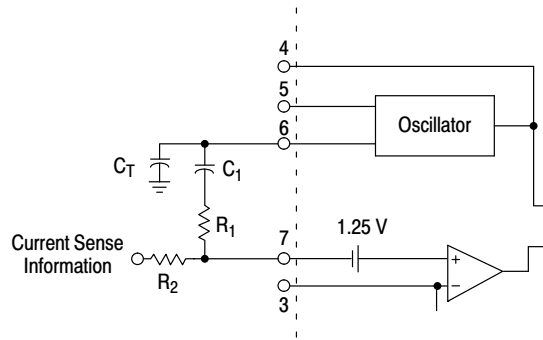 4
5
6
Oscillator
C_T
C_1
R_1
7
1.25 V
Current Sense
Information
R_2
3
+
−